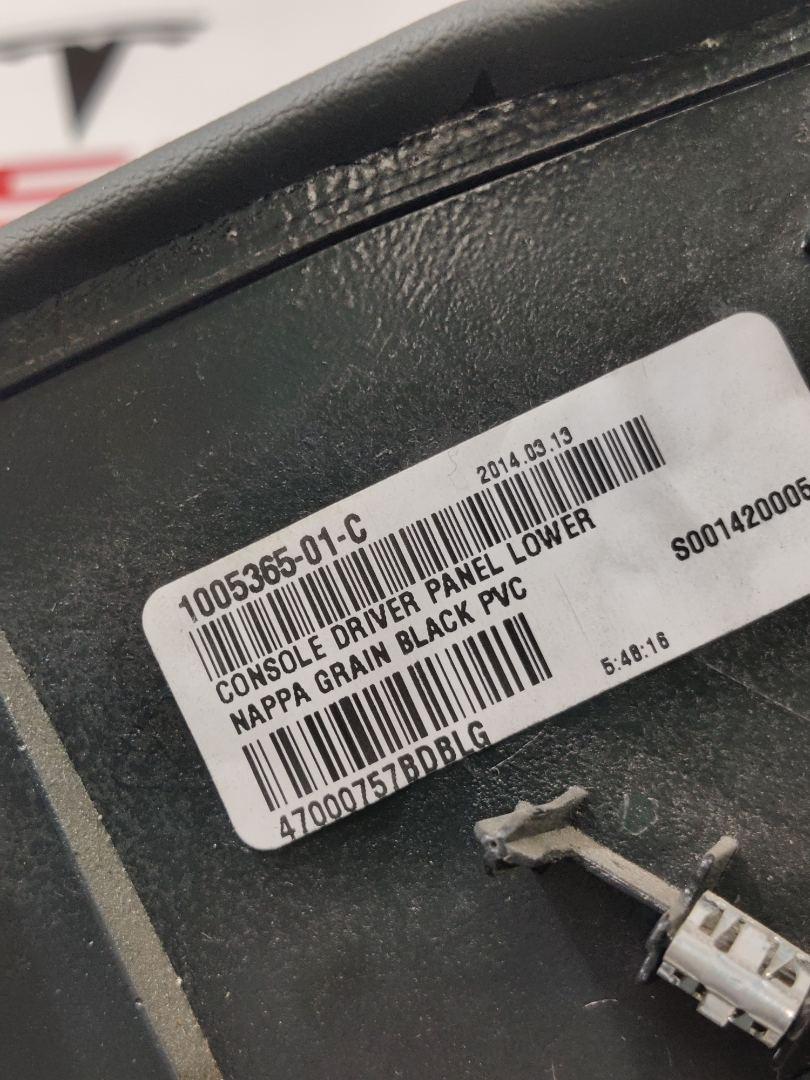 2014.03.13
1005365-01-C
CONSOLE DRIVER PANEL LOWER
NAPPA GRAIN BLACK PVC
S001420005
5:48:16
47000757BDBLG